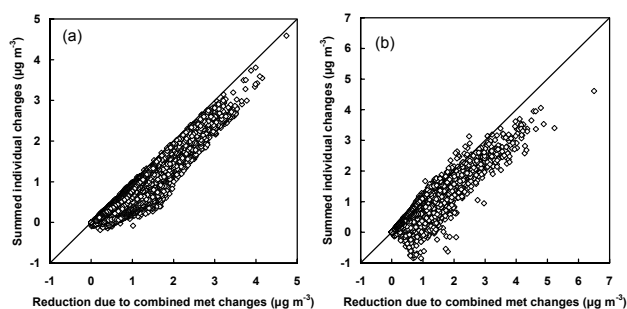 (a)
Summed individual changes (µg m⁻³)
5
4
3
2
1
0
-1
-1 0 1 2 3 4 5
Reduction due to combined met changes (µg m⁻³)
(b)
Summed individual changes (µg m⁻³)
7
6
5
4
3
2
1
0
-1
-1 0 1 2 3 4 5 6 7
Reduction due to combined met changes (µg m⁻³)